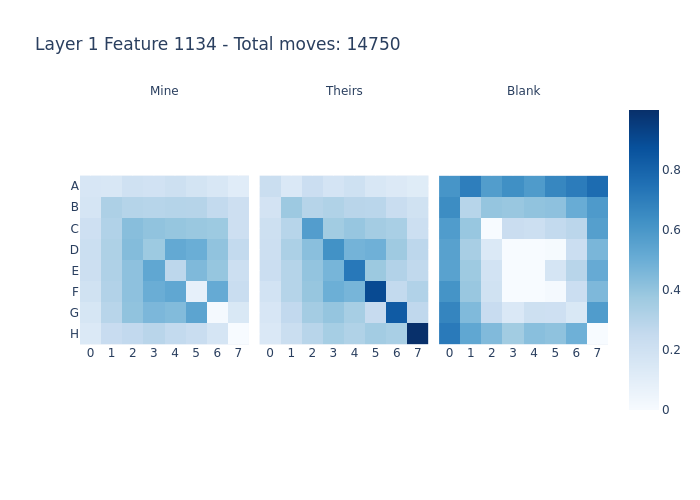 Layer 1 Feature 1134 - Total moves: 14750
Mine
Theirs
Blank
A
B
C
D
E
F
G
H
0 1 2 3 4 5 6 7
0 1 2 3 4 5 6 7
0 1 2 3 4 5 6 7
0.8
0.6
0.4
0.2
0